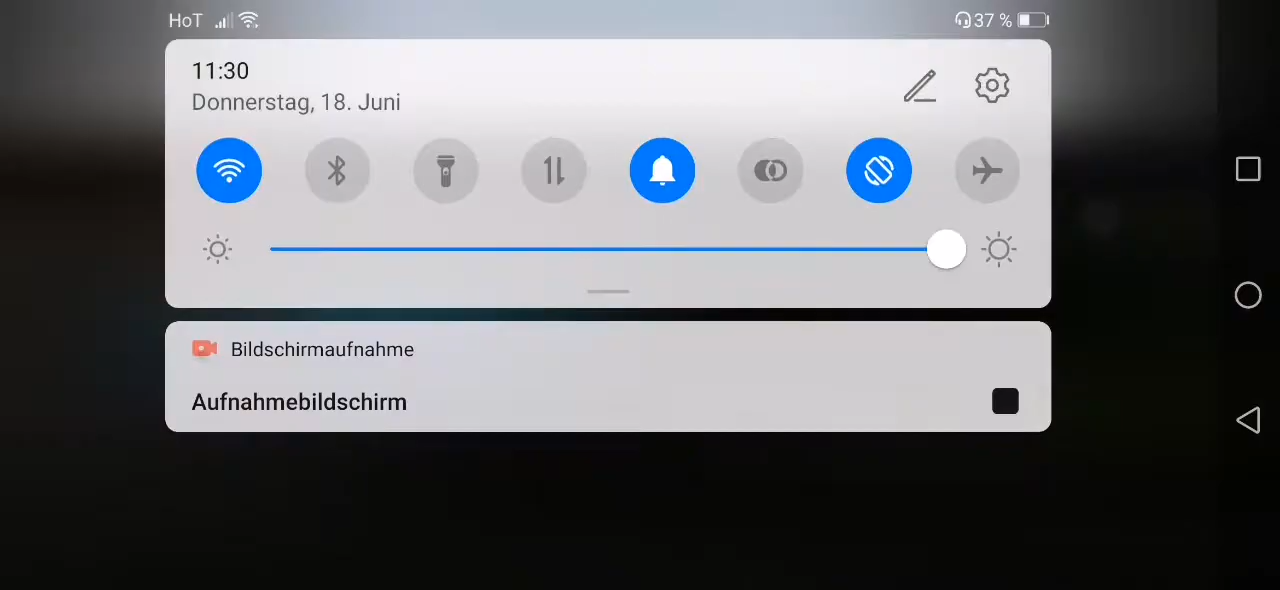 HoT 37 %
11:30
Donnerstag, 18. Juni
Bildschirmaufnahme
Aufnahmebildschirm